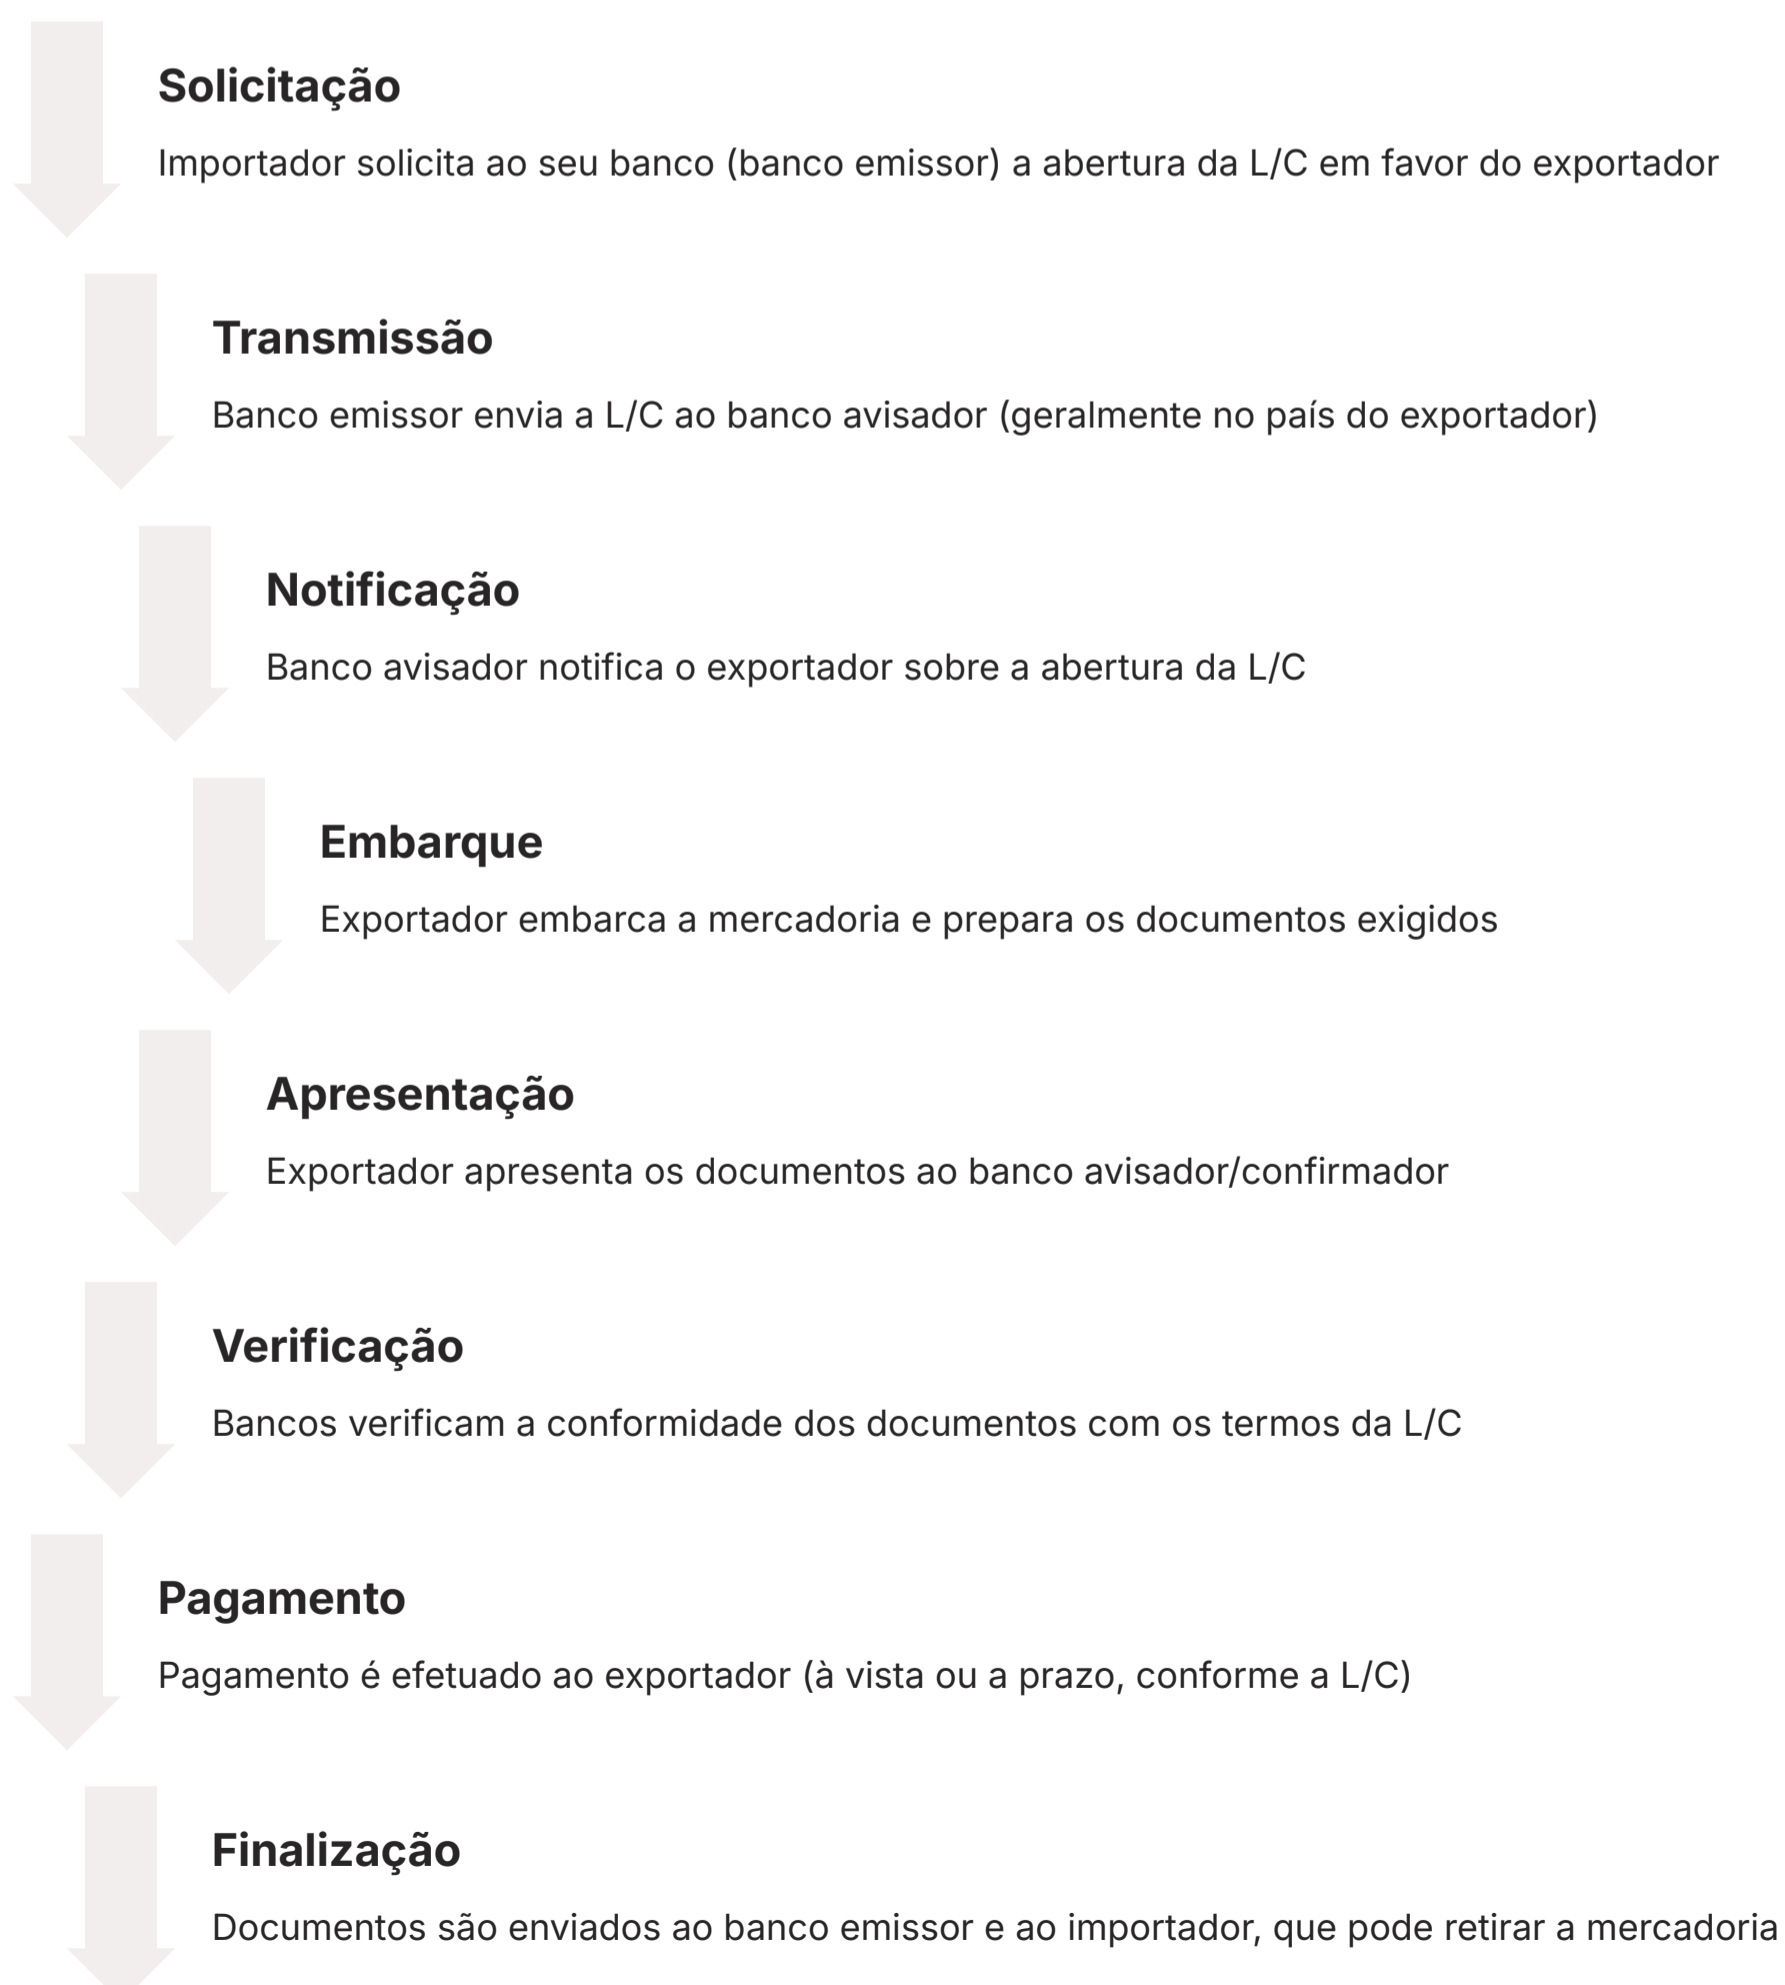 Solicitação
Importador solicita ao seu banco (banco emissor) a abertura da L/C em favor do exportador
Transmissão
Banco emissor envia a L/C ao banco avisador (geralmente no país do exportador)
Notificação
Banco avisador notifica o exportador sobre a abertura da L/C
Embarque
Exportador embarca a mercadoria e prepara os documentos exigidos
Apresentação
Exportador apresenta os documentos ao banco avisador/confirmador
Verificação
Bancos verificam a conformidade dos documentos com os termos da L/C
Pagamento
Pagamento é efetuado ao exportador (à vista ou a prazo, conforme a L/C)
Finalização
Documentos são enviados ao banco emissor e ao importador, que pode retirar a mercadoria